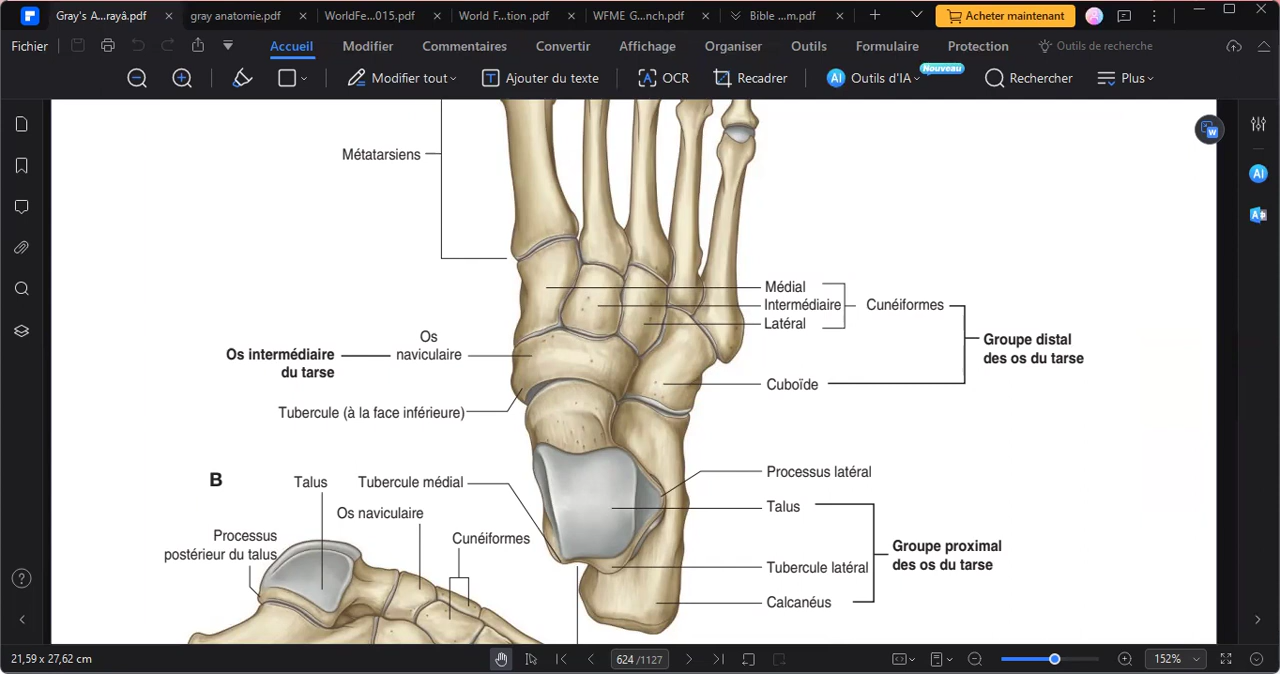 Gray's A...rayâ.pdf
gray anatomie.pdf
WorldFe...015.pdf
World F...tion .pdf
WFME G...nch.pdf
Bible ...m.pdf
Acheter maintenant
Fichier
Accueil
Modifier
Commentaires
Convertir
Affichage
Organiser
Outils
Formulaire
Protection
Outils de recherche
Modifier tout
Ajouter du texte
OCR
Recadrer
AI Outils d'IA
Nouveau
Rechercher
Plus
Métatarsiens
Médial
Intermédiaire
Latéral
Cunéiformes
Groupe distal
des os du tarse
Os
naviculaire
Os intermédiaire
du tarse
Cuboïde
Tubercule (à la face inférieure)
B
Talus
Tubercule médial
Os naviculaire
Processus
postérieur du talus
Cunéiformes
Processus latéral
Talus
Groupe proximal
des os du tarse
Tubercule latéral
Calcanéus
21,59 x 27,62 cm
624 /1127
152%